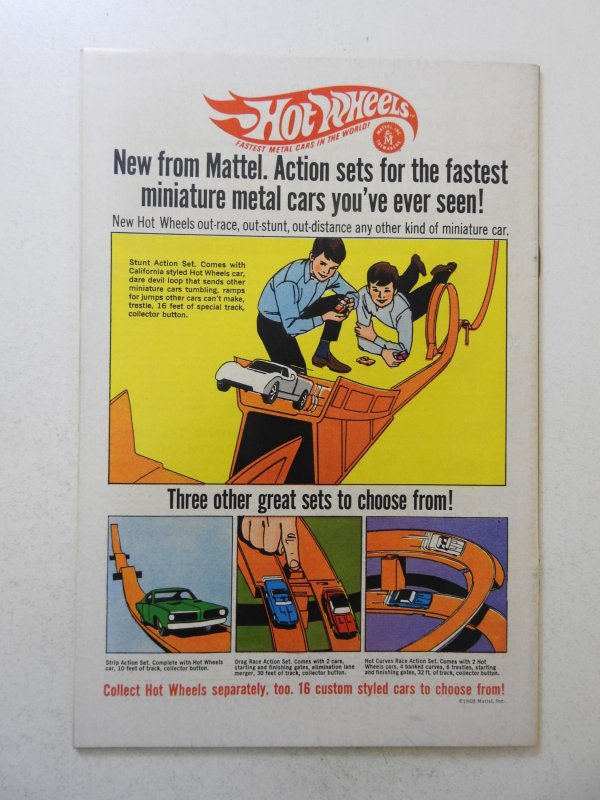 Hot Wheels
FASTEST METAL CARS IN THE WORLD!
MATTEL, INC.
M
TOYMAKERS
New from Mattel. Action sets for the fastest
miniature metal cars you've ever seen!
New Hot Wheels out-race, out-stunt, out-distance any other kind of miniature car.
Stunt Action Set. Comes with
California styled Hot Wheels car,
dare devil loop that sends other
miniature cars tumbling, ramps
for jumps other cars can't make,
trestle, 16 feet of special track,
collector button.
Three other great sets to choose from!
Strip Action Set. Complete with Hot Wheels
car, 10 feet of track, collector button.
Drag Race Action Set. Comes with 2 cars,
starting and finishing gates, elimination lane
merger, 30 feet of track, collector button.
Hot Curves Race Action Set. Comes with 2 Hot
Wheels cars, 4 banked curves, 6 trestles, starting
and finishing gates, 32 ft. of track, collector button.
Collect Hot Wheels separately, too. 16 custom styled cars to choose from!
©1968 Mattel, Inc.